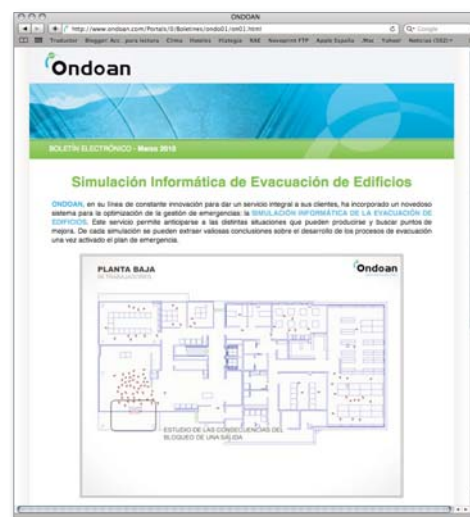 ONDOAN
http://www.ondoan.com/Portals/0/Boletines/ondo01/on01.html
Google
Traductor Blogger: Acc...para lectura Clima Hoteles Apple España Mac Yahoo! Noticias
Ondoan
BOLETÍN ELECTRÓNICO - Marzo 2010
Simulación Informática de Evacuación de Edificios
ONDOAN, en su línea de constante innovación para dar un servicio integral a sus clientes, ha incorporado un novedoso
sistema para la optimización de la gestión de emergencias: la SIMULACIÓN INFORMÁTICA DE LA EVACUACIÓN DE
EDIFICIOS. Este servicio permite anticiparse a las distintas situaciones que pueden producirse y buscar puntos de
mejora. De cada simulación se pueden extraer valiosas conclusiones sobre el desarrollo de los procesos de evacuación
una vez activado el plan de emergencia.
PLANTA BAJA
Ondoan
ESTUDIO DE LAS CONSECUENCIAS DEL
BLOQUEO DE UNA SALIDA